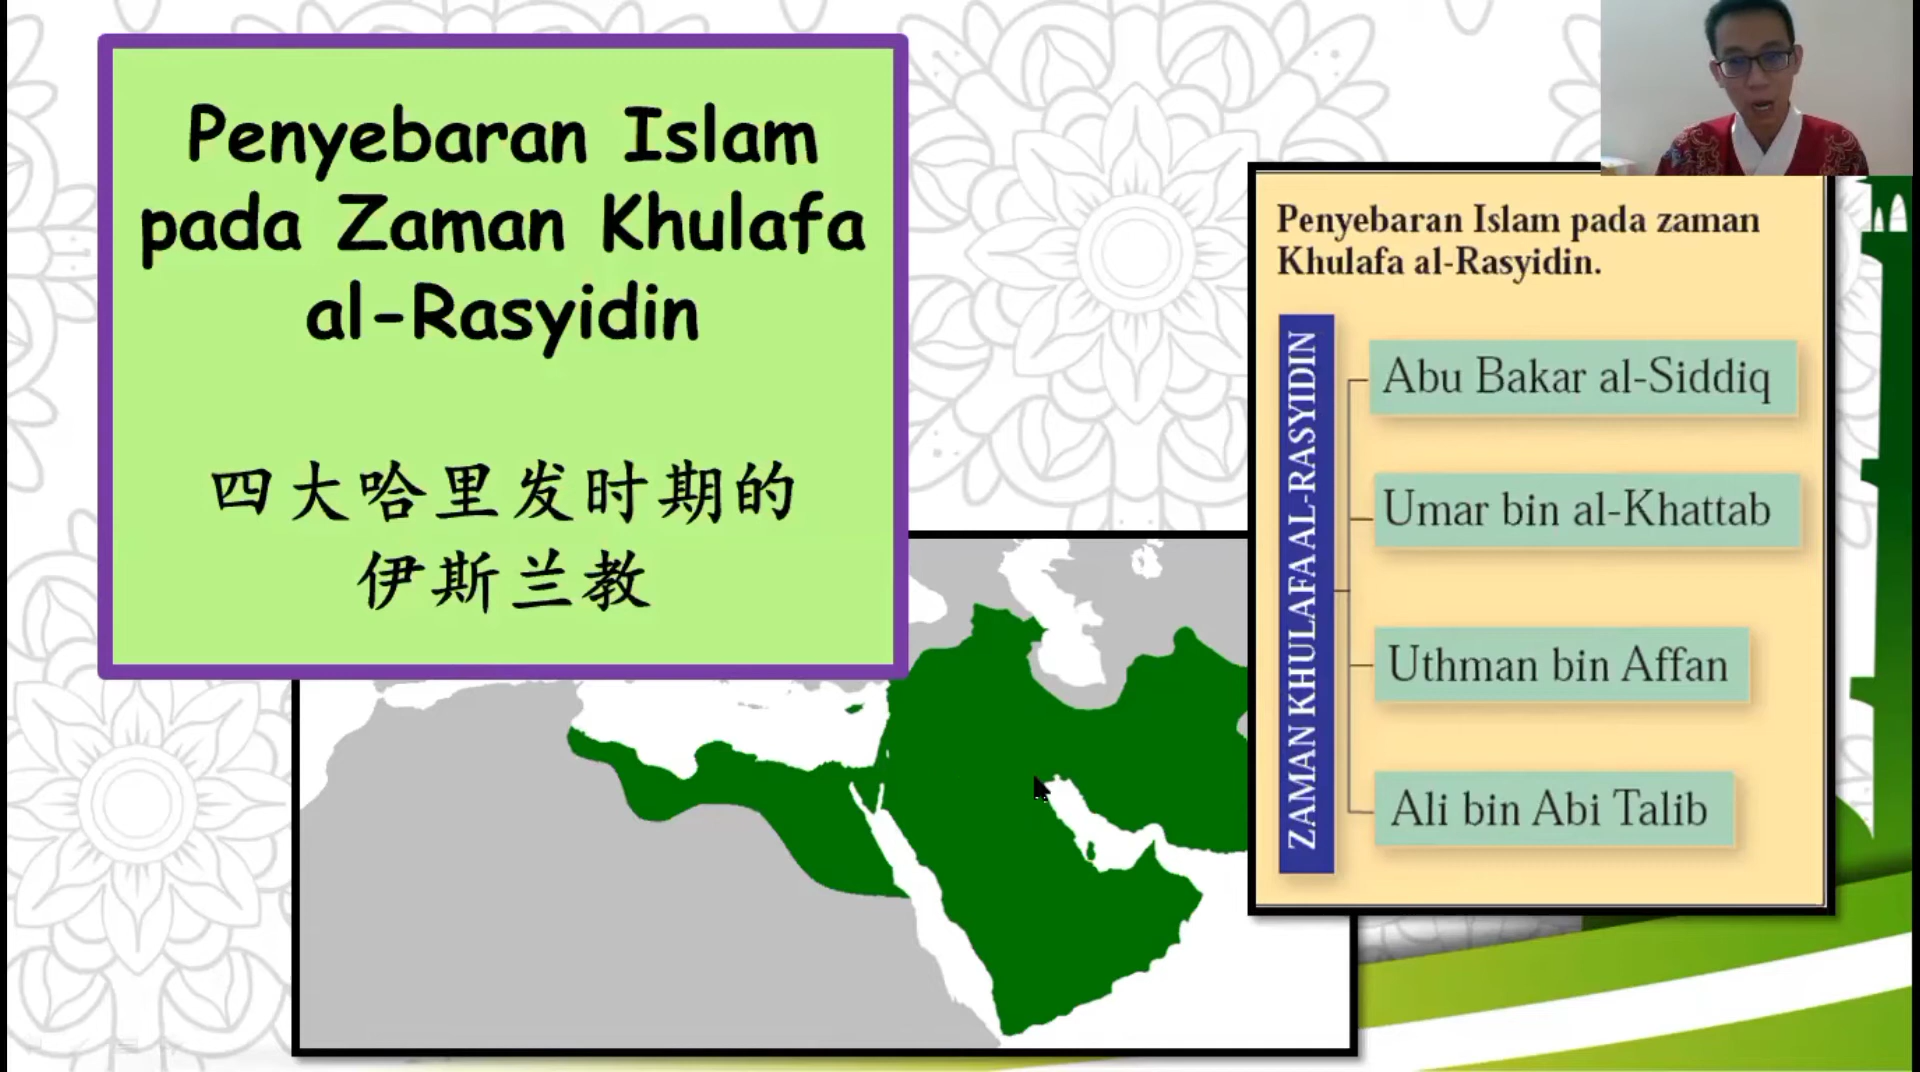 Penyebaran Islam
pada Zaman Khulafa
al-Rasyidin
四大哈里发时期的
伊斯兰教
Penyebaran Islam pada zaman
Khulafa al-Rasyidin.
ZAMAN KHULAFA AL-RASYIDIN
Abu Bakar al-Siddiq
Umar bin al-Khattab
Uthman bin Affan
Ali bin Abi Talib